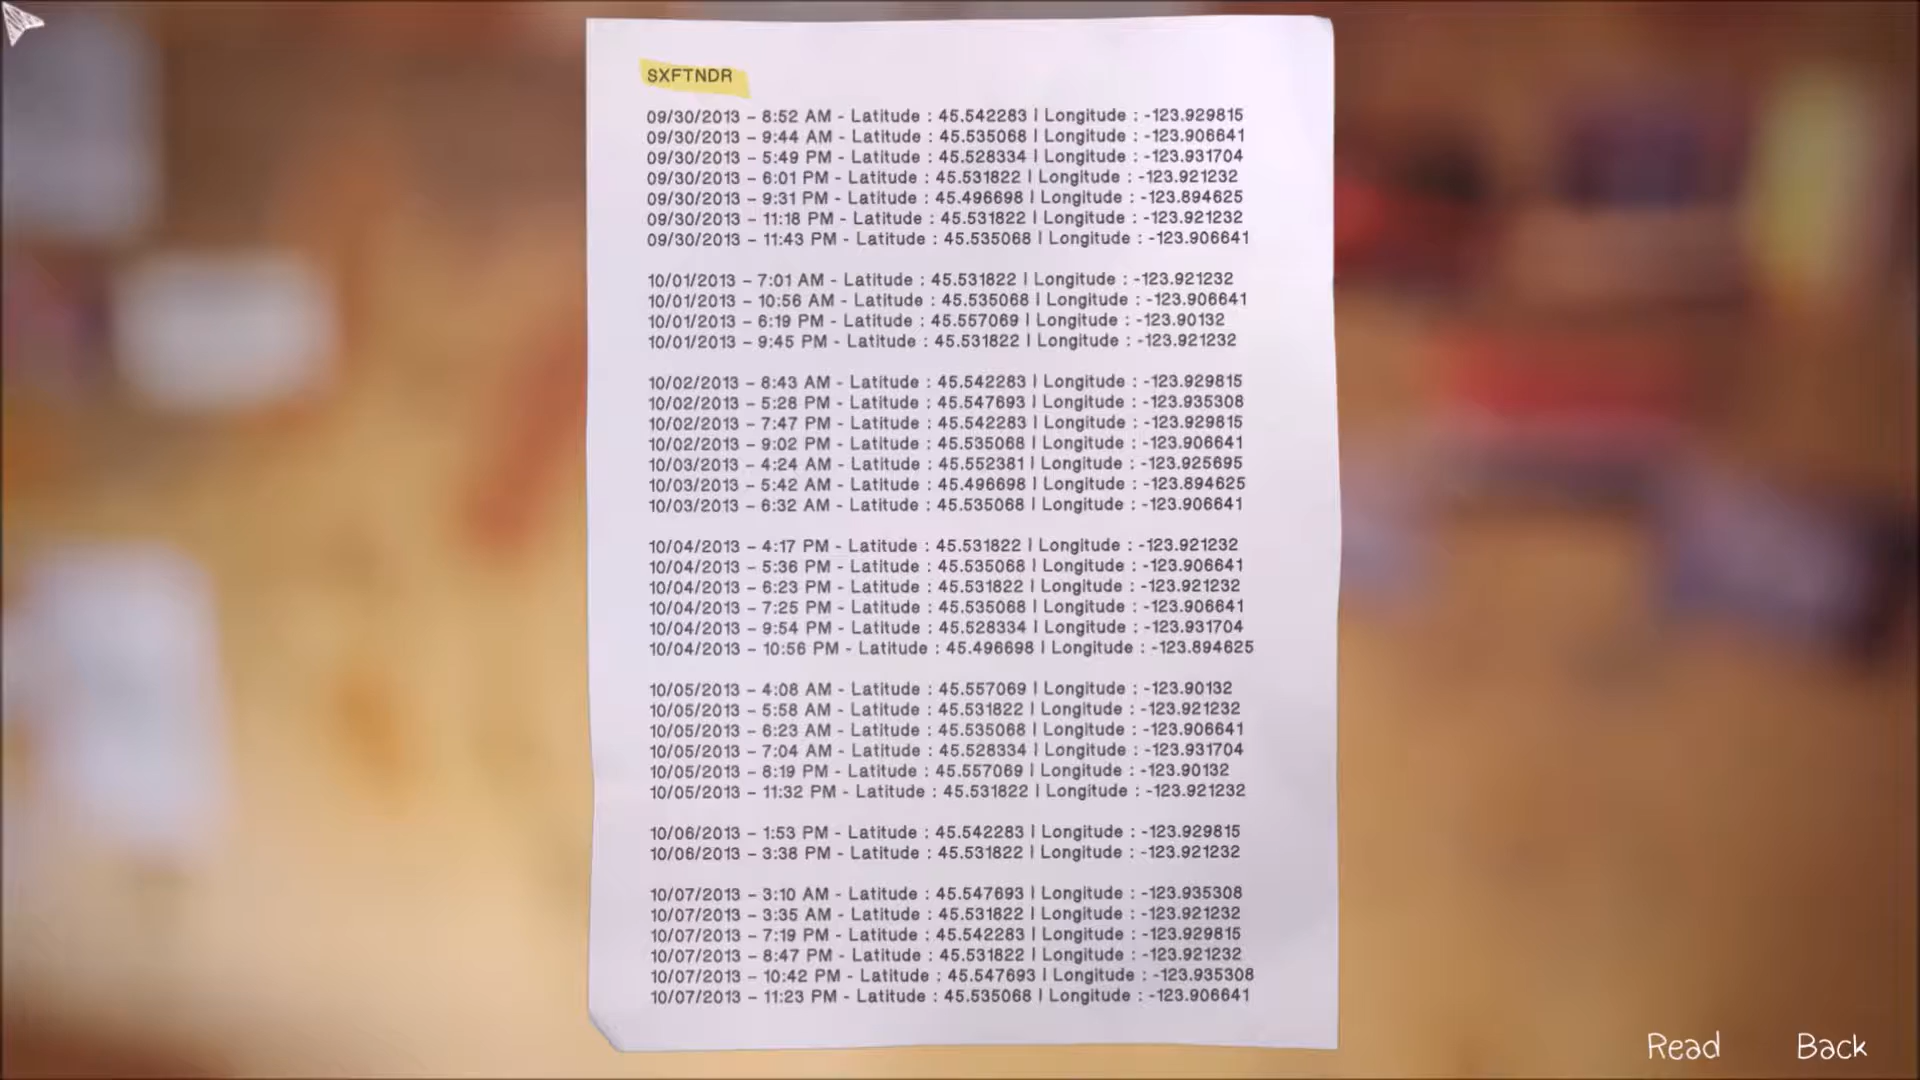 SXFTNDR
09/30/2013 – 8:52 AM - Latitude : 45.542283 | Longitude : -123.929815
09/30/2013 – 9:44 AM - Latitude : 45.535068 | Longitude : -123.906641
09/30/2013 – 5:49 PM - Latitude : 45.528334 | Longitude : -123.931704
09/30/2013 – 6:01 PM - Latitude : 45.531822 | Longitude : -123.921232
09/30/2013 – 9:31 PM - Latitude : 45.496698 | Longitude : -123.894625
09/30/2013 – 11:18 PM - Latitude : 45.531822 | Longitude : -123.921232
09/30/2013 – 11:43 PM - Latitude : 45.535068 | Longitude : -123.906641
10/01/2013 – 7:01 AM - Latitude : 45.531822 | Longitude : -123.921232
10/01/2013 – 10:56 AM - Latitude : 45.535068 | Longitude : -123.906641
10/01/2013 – 6:19 PM - Latitude : 45.557069 | Longitude : -123.90132
10/01/2013 – 9:45 PM - Latitude : 45.531822 | Longitude : -123.921232
10/02/2013 – 8:43 AM - Latitude : 45.542283 | Longitude : -123.929815
10/02/2013 – 5:28 PM - Latitude : 45.547693 | Longitude : -123.935308
10/02/2013 – 7:47 PM - Latitude : 45.542283 | Longitude : -123.929815
10/02/2013 – 9:02 PM - Latitude : 45.535068 | Longitude : -123.906641
10/03/2013 – 4:24 AM - Latitude : 45.552381 | Longitude : -123.925695
10/03/2013 – 5:42 AM - Latitude : 45.496698 | Longitude : -123.894625
10/03/2013 – 6:32 AM - Latitude : 45.535068 | Longitude : -123.906641
10/04/2013 – 4:17 PM - Latitude : 45.531822 | Longitude : -123.921232
10/04/2013 – 5:36 PM - Latitude : 45.535068 | Longitude : -123.906641
10/04/2013 – 6:23 PM - Latitude : 45.531822 | Longitude : -123.921232
10/04/2013 – 7:25 PM - Latitude : 45.535068 | Longitude : -123.906641
10/04/2013 – 9:54 PM - Latitude : 45.528334 | Longitude : -123.931704
10/04/2013 – 10:56 PM - Latitude : 45.496698 | Longitude : -123.894625
10/05/2013 – 4:08 AM - Latitude : 45.557069 | Longitude : -123.90132
10/05/2013 – 5:58 AM - Latitude : 45.531822 | Longitude : -123.921232
10/05/2013 – 6:23 AM - Latitude : 45.535068 | Longitude : -123.906641
10/05/2013 – 7:04 AM - Latitude : 45.528334 | Longitude : -123.931704
10/05/2013 – 8:19 PM - Latitude : 45.557069 | Longitude : -123.90132
10/05/2013 – 11:32 PM - Latitude : 45.531822 | Longitude : -123.921232
10/06/2013 – 1:53 PM - Latitude : 45.542283 | Longitude : -123.929815
10/06/2013 – 3:38 PM - Latitude : 45.531822 | Longitude : -123.921232
10/07/2013 – 3:10 AM - Latitude : 45.547693 | Longitude : -123.935308
10/07/2013 – 3:35 AM - Latitude : 45.531822 | Longitude : -123.921232
10/07/2013 – 7:19 PM - Latitude : 45.542283 | Longitude : -123.929815
10/07/2013 – 8:47 PM - Latitude : 45.531822 | Longitude : -123.921232
10/07/2013 – 10:42 PM - Latitude : 45.547693 | Longitude : -123.935308
10/07/2013 – 11:23 PM - Latitude : 45.535068 | Longitude : -123.906641
Read Back